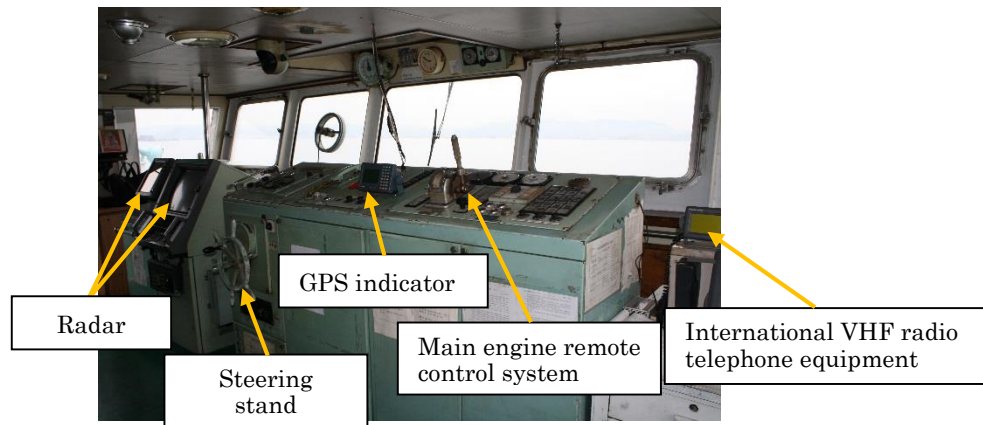 GPS indicator
Radar
Main engine remote
control system
International VHF radio
telephone equipment
Steering
stand